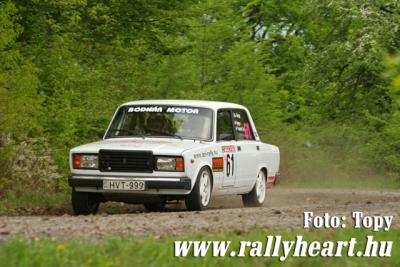 BODNÁR MOTOR
61
HVT-999
Foto: Topy
www.rallyheart.hu